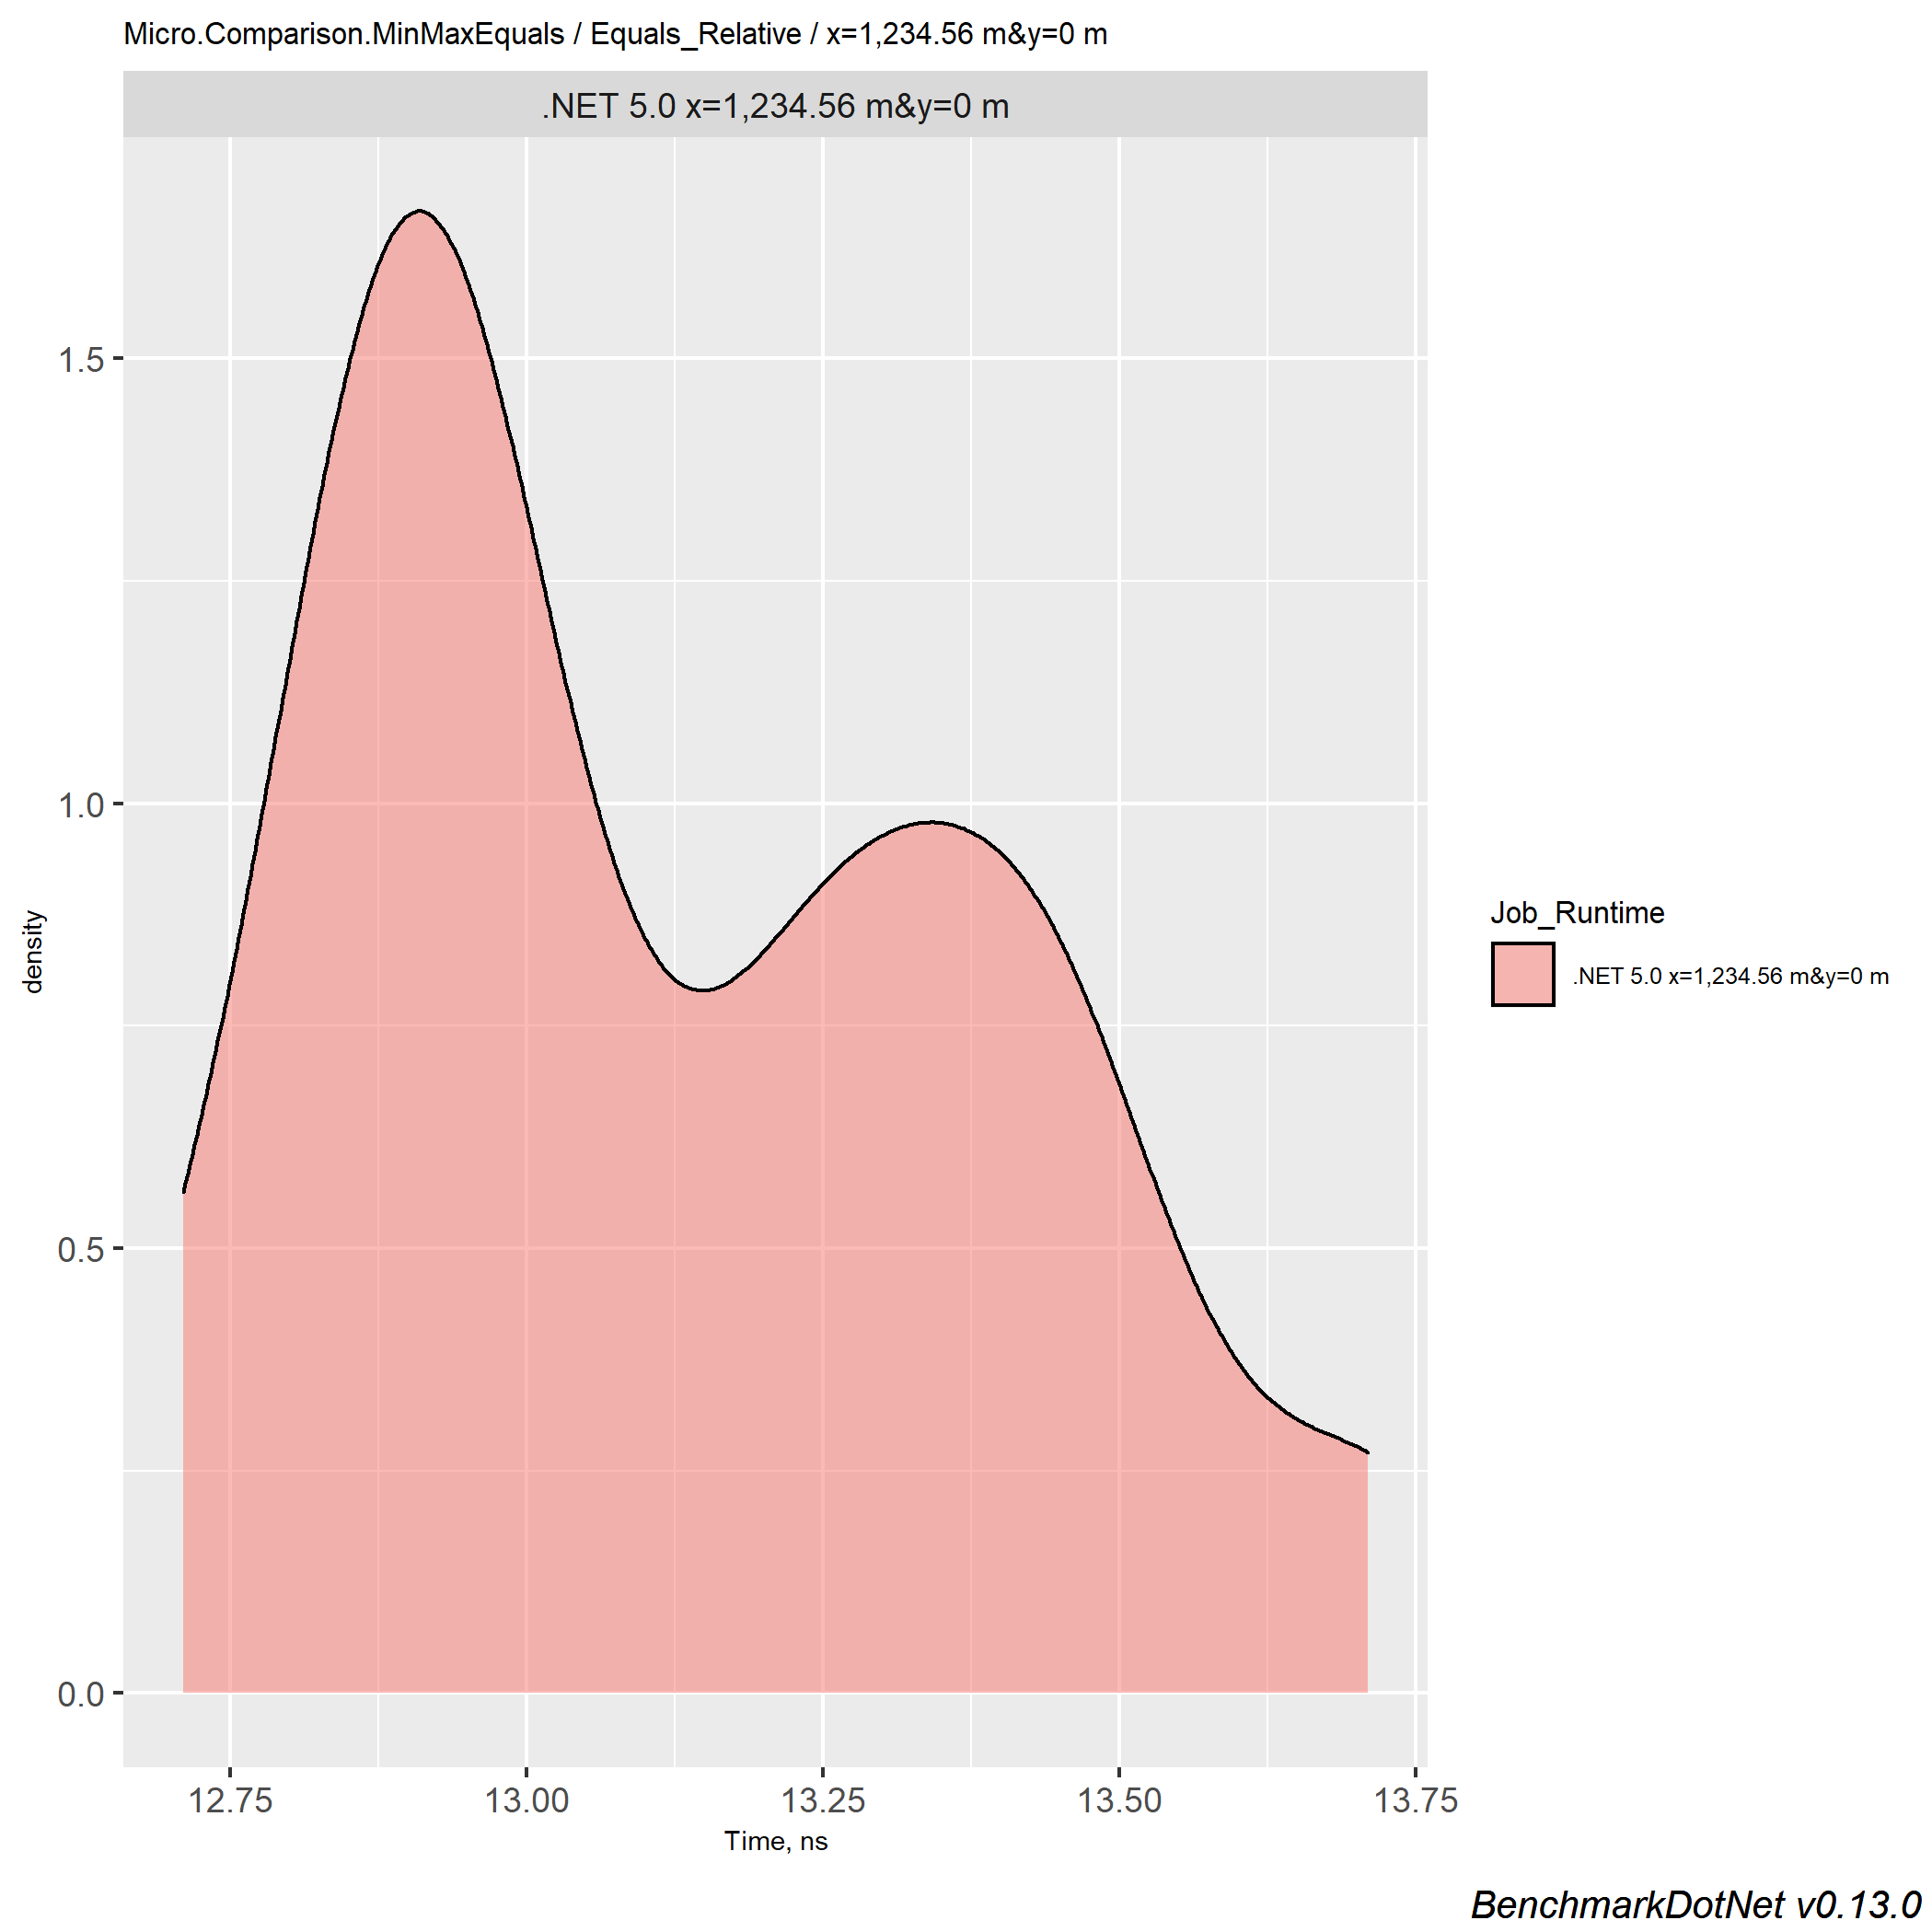 Micro.Comparison.MinMaxEquals / Equals_Relative / x=1,234.56 m&y=0 m
.NET 5.0 x=1,234.56 m&y=0 m
1.5
1.0
0.5
0.0
density
12.75 13.00 13.25 13.50 13.75
Time, ns
Job_Runtime
.NET 5.0 x=1,234.56 m&y=0 m
BenchmarkDotNet v0.13.0